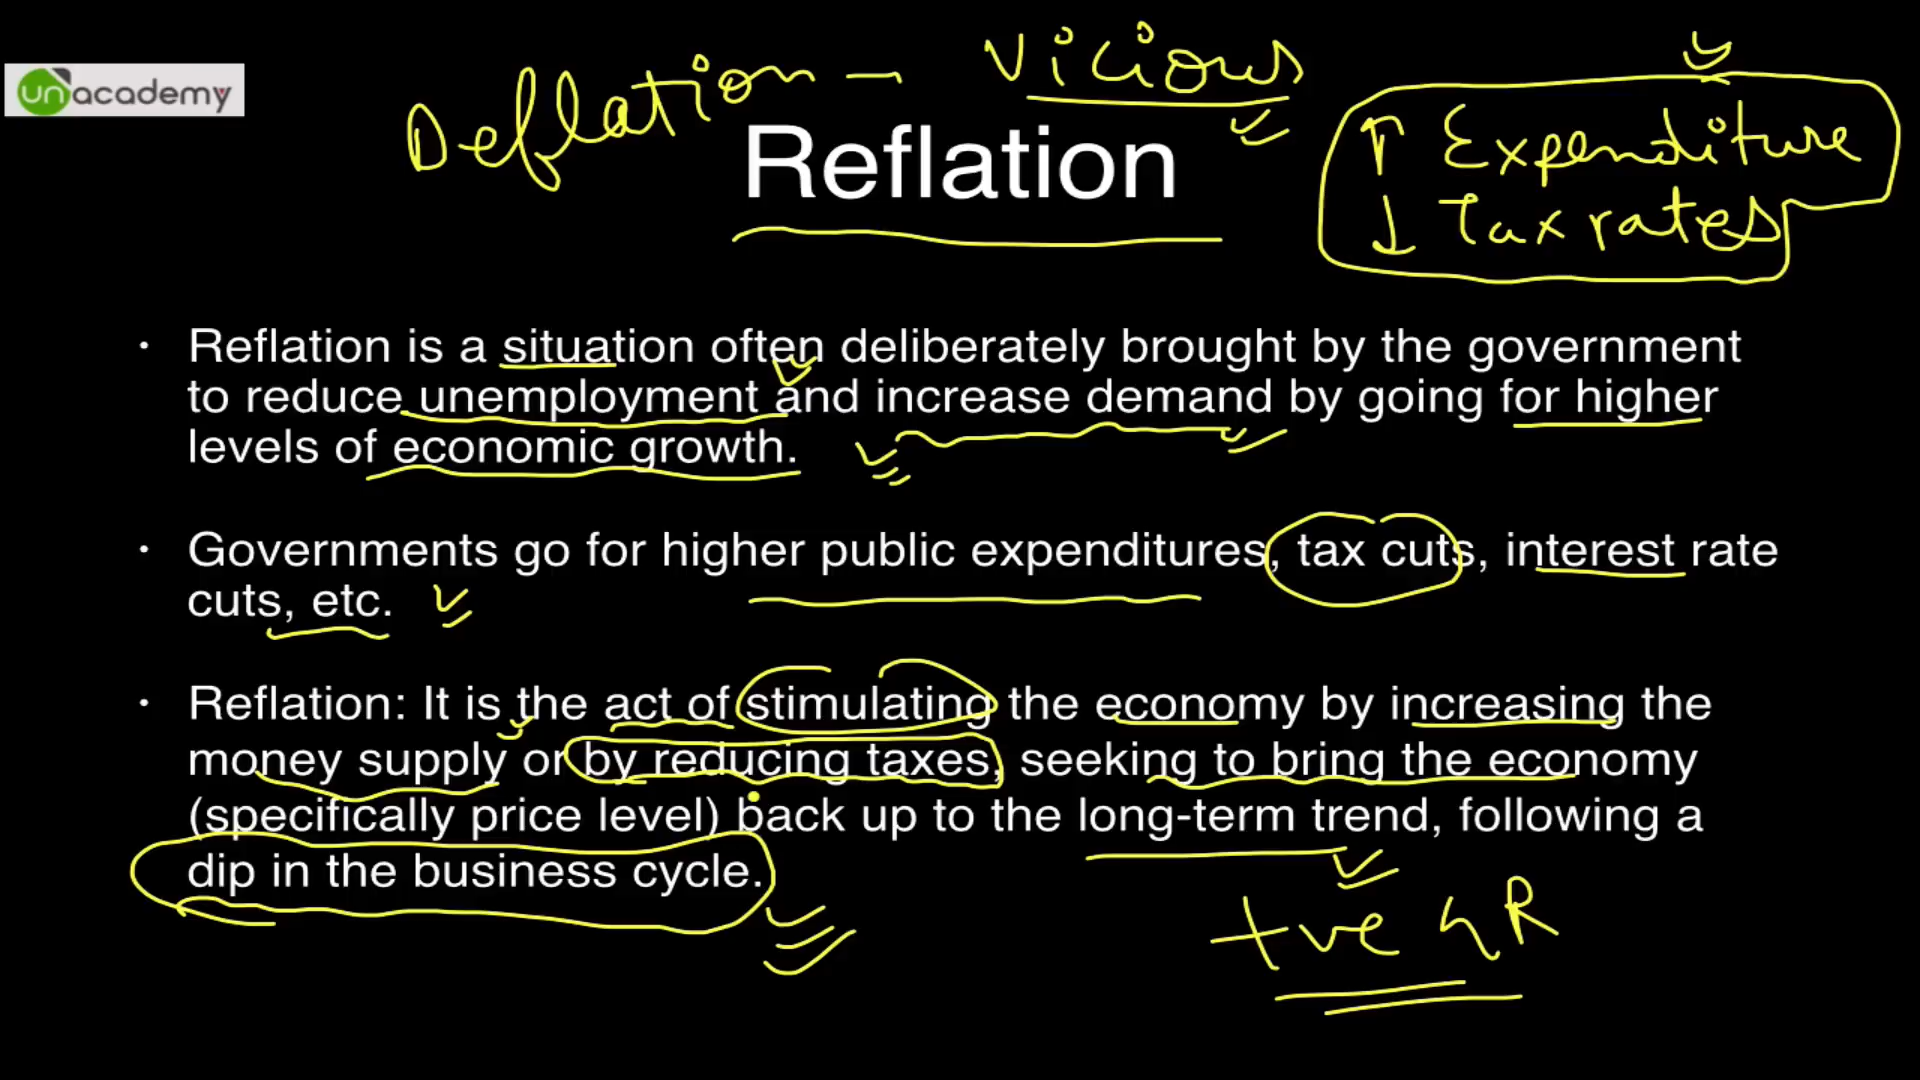 unacademy
Deflation – Vicious
↑ Expenditure
↓ Tax rates
Reflation
• Reflation is a situation often deliberately brought by the government
to reduce unemployment and increase demand by going for higher
levels of economic growth.
• Governments go for higher public expenditures, tax cuts, interest rate
cuts, etc.
• Reflation: It is the act of stimulating the economy by increasing the
money supply or by reducing taxes, seeking to bring the economy
(specifically price level) back up to the long-term trend, following a
dip in the business cycle.
+ve GR